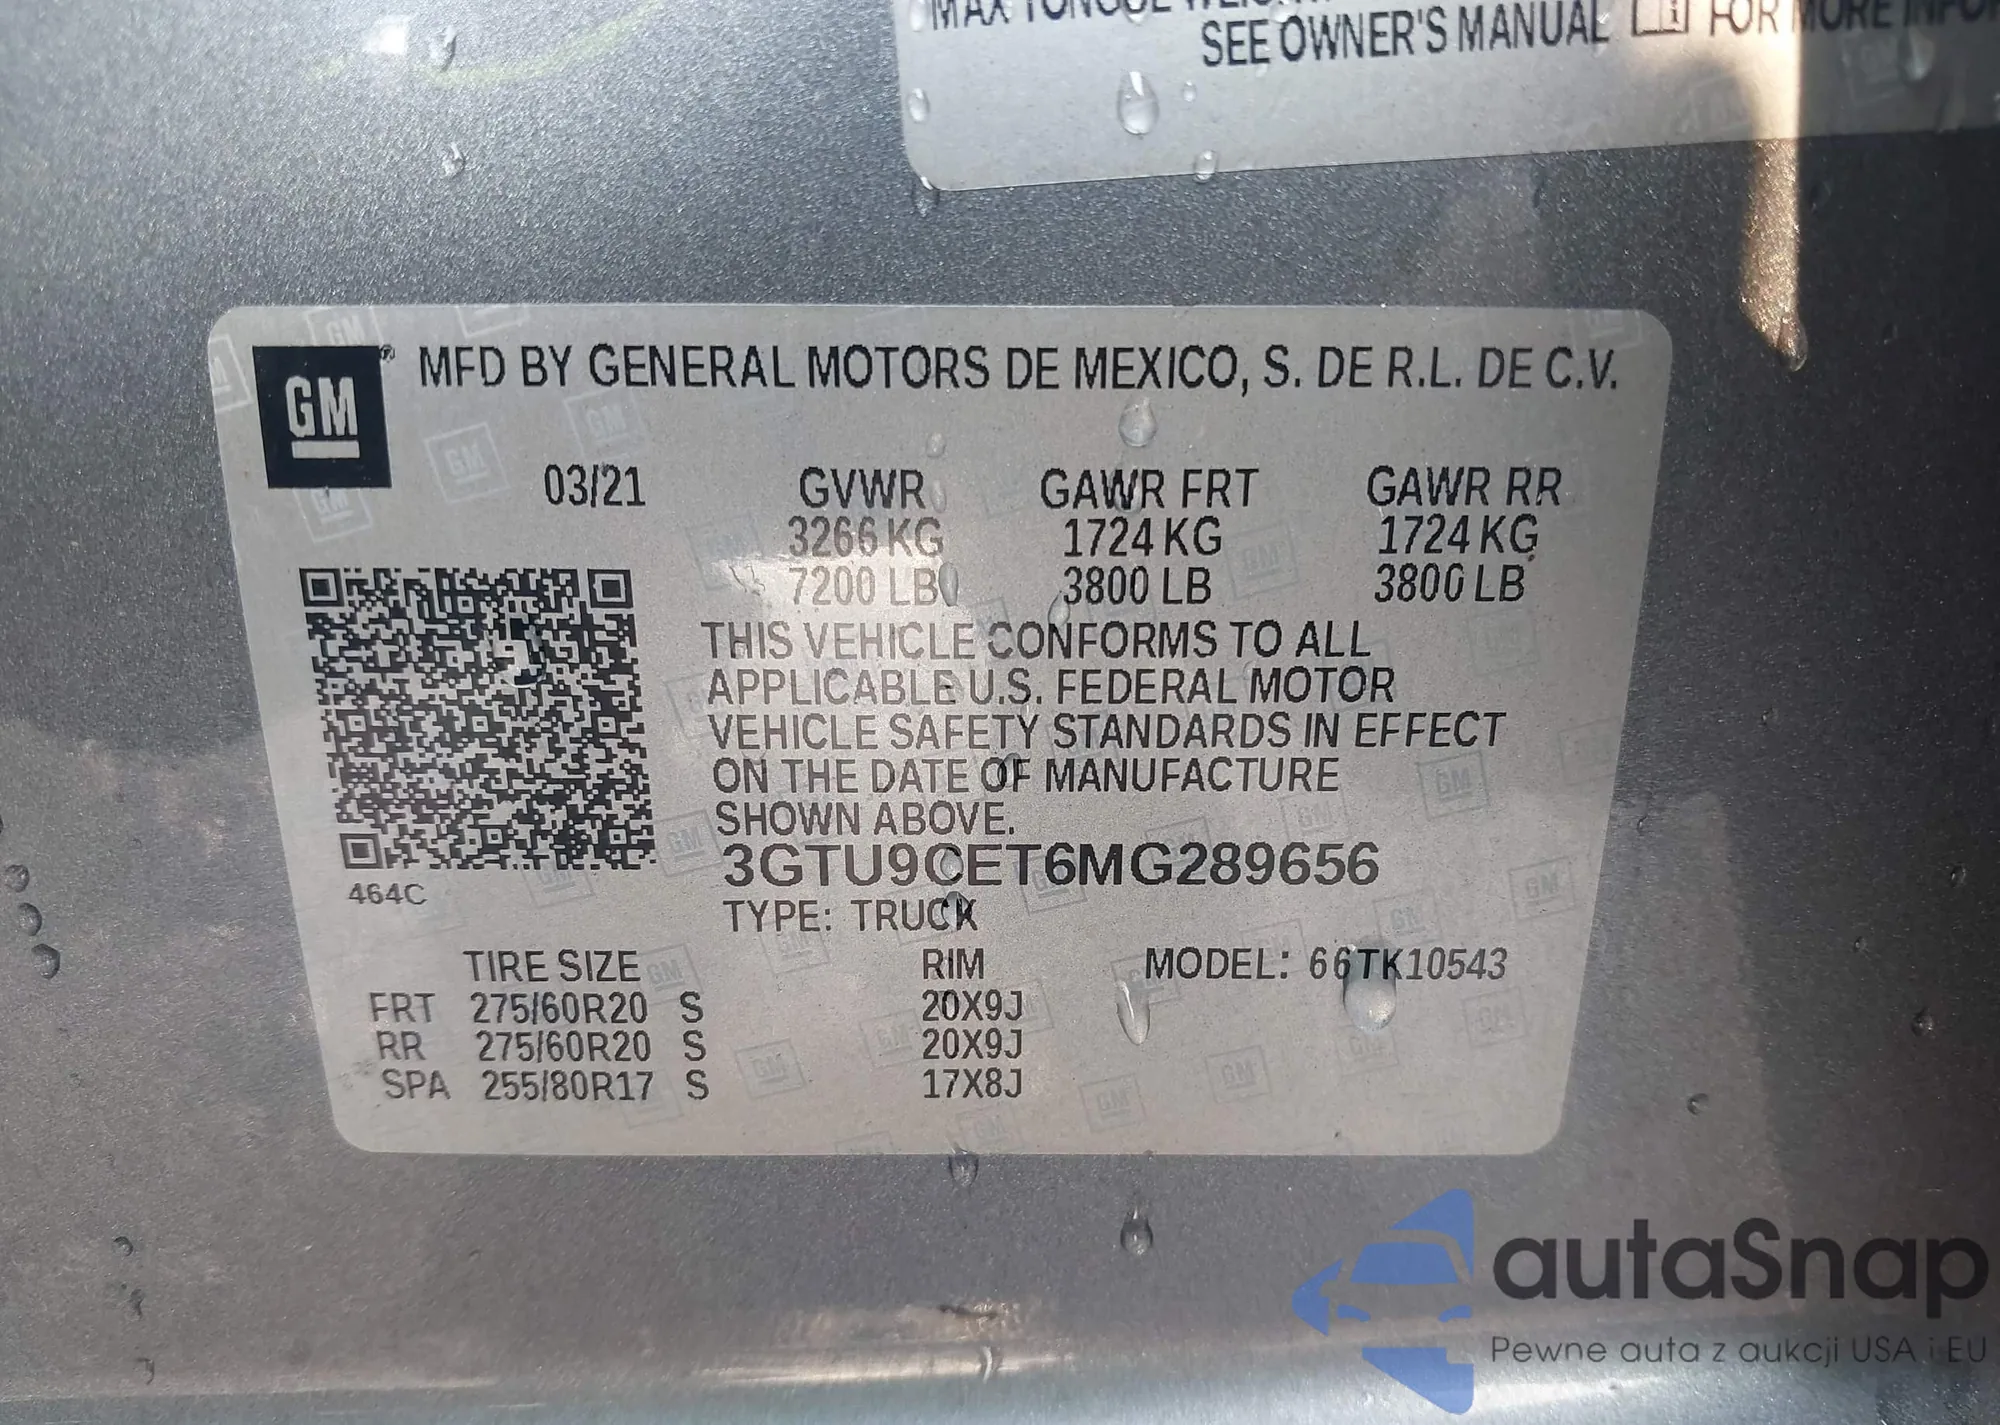 MAX TONGUE
SEE OWNER'S MANUAL FOR MORE
GM
MFD BY GENERAL MOTORS DE MEXICO, S. DE R.L. DE C.V.
03/21 GVWR GAWR FRT GAWR RR
3266 KG 1724 KG 1724 KG
7200 LB 3800 LB 3800 LB
THIS VEHICLE CONFORMS TO ALL
APPLICABLE U.S. FEDERAL MOTOR
VEHICLE SAFETY STANDARDS IN EFFECT
ON THE DATE OF MANUFACTURE
SHOWN ABOVE.
3GTU9CET6MG289656
464C
TYPE: TRUCK
TIRE SIZE RIM MODEL: 66TK10543
FRT 275/60R20 S 20X9J
RR 275/60R20 S 20X9J
SPA 255/80R17 S 17X8J
autaSnap
Pewne auta z aukcji USA i EU